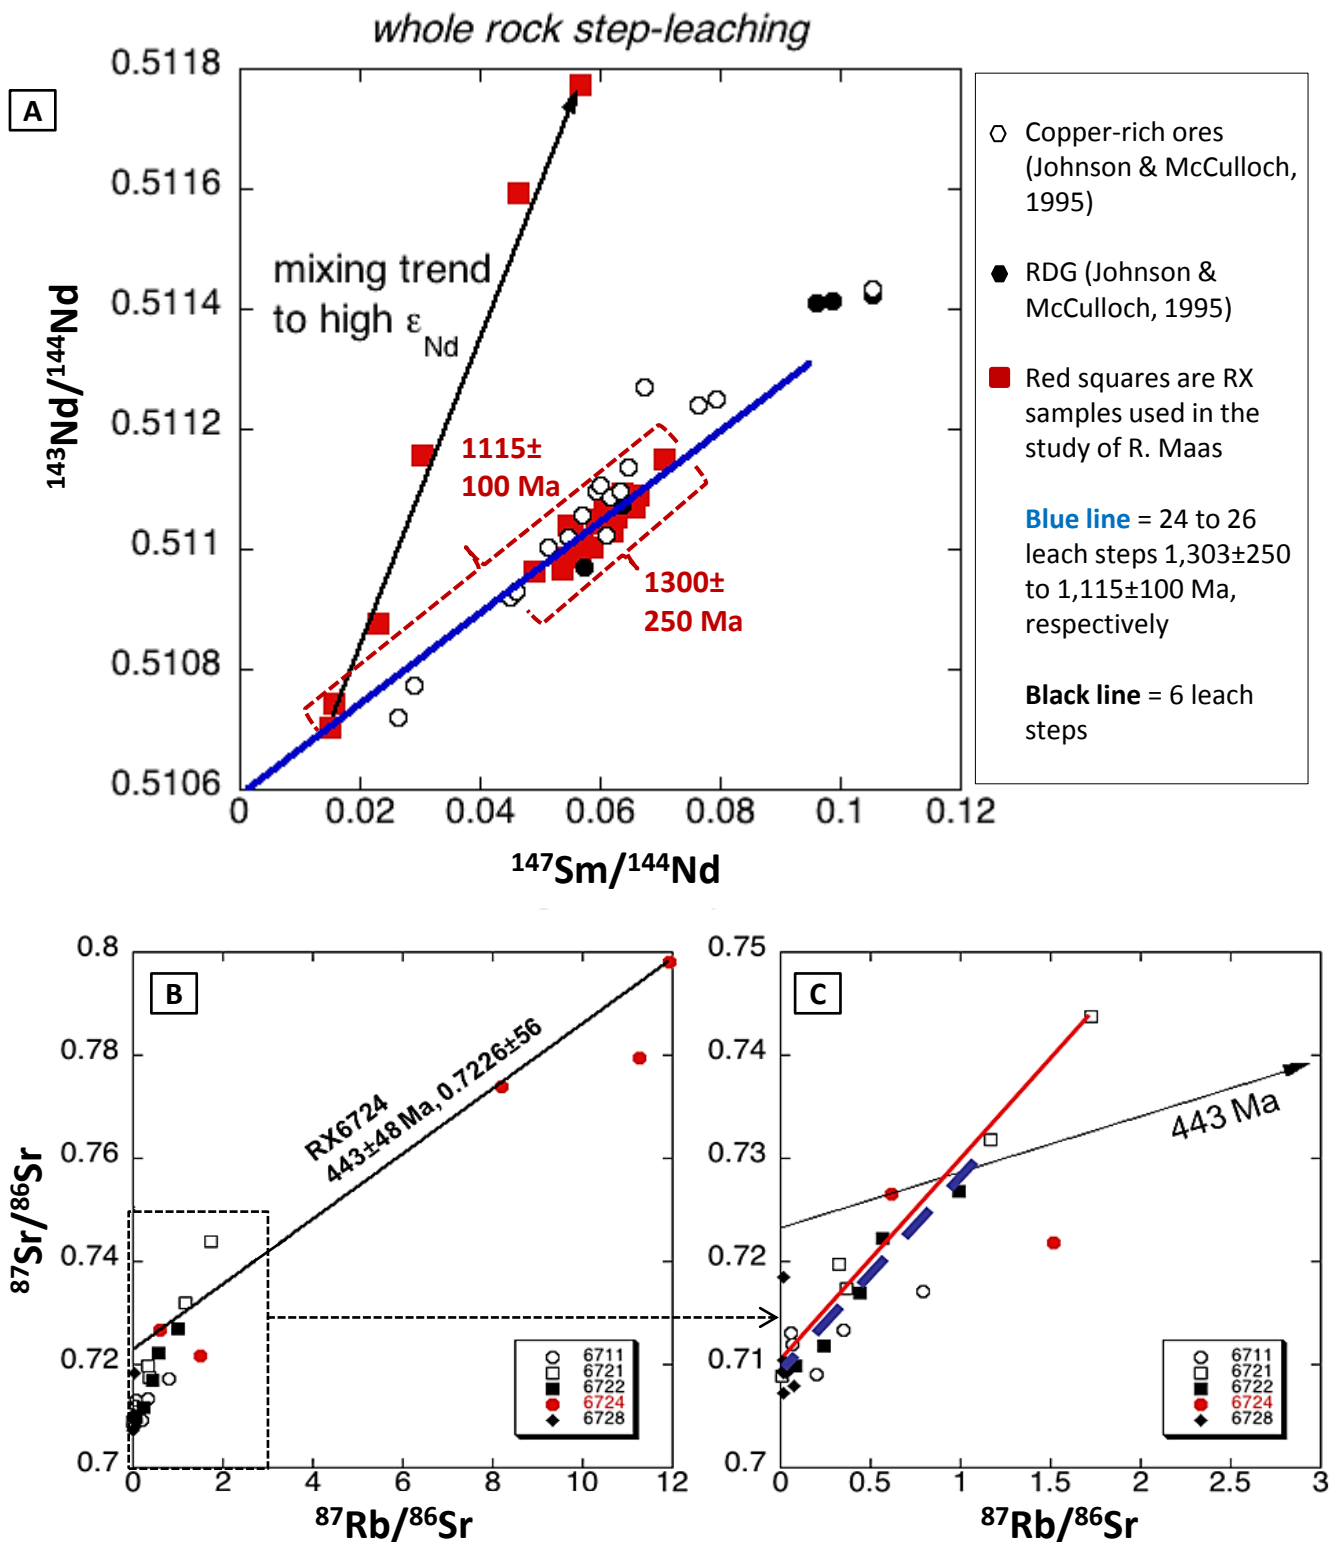 whole rock step-leaching
A
0.5118
0.5116
0.5114
0.5112
0.511
0.5108
0.5106
143Nd/144Nd
mixing trend
to high εNd
1115±
100 Ma
1300±
250 Ma
0
0.02
0.04
0.06
0.08
0.1
0.12
147Sm/144Nd
Copper-rich ores
(Johnson & McCulloch,
1995)
RDG (Johnson &
McCulloch, 1995)
Red squares are RX
samples used in the
study of R. Maas
Blue line = 24 to 26
leach steps 1,303±250
to 1,115±100 Ma,
respectively
Black line = 6 leach
steps
B
0.8
0.78
0.76
0.74
0.72
0.7
87Sr/86Sr
RX6724
443±48 Ma, 0.7226±56
6711
6721
6722
6724
6728
0
2
4
6
8
10
12
87Rb/86Sr
C
0.75
0.74
0.73
0.72
0.71
0.7
443 Ma
6711
6721
6722
6724
6728
0
0.5
1
1.5
2
2.5
3
87Rb/86Sr